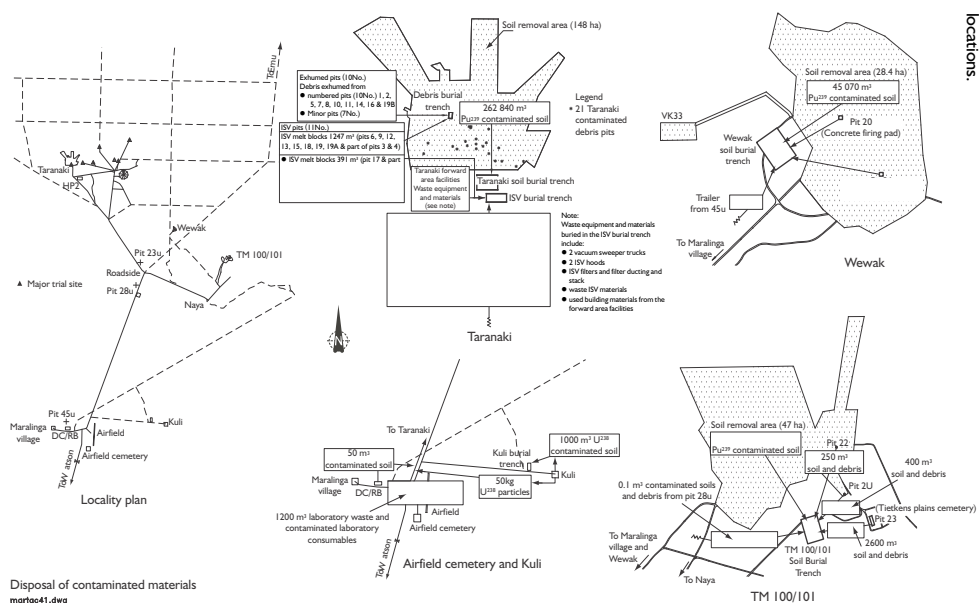 locations.
To Emu
Taranaki
HP2
Wewak
Pit 23u
Roadside
Pit 28u
TM 100/101
Naya
▲ Major trial site
Pit 45u
Maralinga
village
DC/RB
Airfield
Kuli
Airfield cemetery
ToW atson
Locality plan
Soil removal area (148 ha)
Exhumed pits (10No.)
Debris exhumed from
● numbered pits (10No.) 1, 2,
5, 7, 8, 10, 11, 14, 16 & 19B
● Minor pits (7No.)
Debris burial
trench
262 840 m³
Pu²³⁹ contaminated soil
Legend
• 21 Taranaki
contaminated
debris pits
ISV pits (11No.)
ISV melt blocks 1247 m³ (pits 6, 9, 12,
13, 15, 18, 19, 19A & part of pits 3 & 4)
● ISV melt blocks 391 m³ (pit 17 & part
Taranaki forward
area facilities
Waste equipment
and materials
(see note)
Taranaki soil burial trench
ISV burial trench
Note:
Waste equipment and materials
buried in the ISV burial trench
include:
● 2 vacuum sweeper trucks
● 2 ISV hoods
● ISV filters and filter ducting and
stack
● waste ISV materials
● used building materials from the
forward area facilities
Taranaki
Soil removal area (28.4 ha)
45 070 m³
Pu²³⁹ contaminated soil
VK33
Pit 20
(Concrete firing pad)
Wewak
soil burial
trench
Trailer
from 45u
To Maralinga
village
Wewak
To Taranaki
50 m³
contaminated soil
Kuli burial
trench
1000 m³ U²³⁸
contaminated soil
Maralinga
village
DC/RB
50kg
U²³⁸ particles
Kuli
1200 m³ laboratory waste and
contaminated laboratory
consumables
Airfield
Airfield cemetery
ToW atson
Airfield cemetery and Kuli
Soil removal area (47 ha)
Pu²³⁹ contaminated soil
Pit 22
250 m³
soil and debris
400 m³
soil and debris
0.1 m³ contaminated soils
and debris from pit 28u
Pit 2U
(Tietkens plains cemetery)
Pit 23
To Maralinga
village and
Wewak
2600 m³
soil and debris
TM 100/101
Soil Burial
Trench
To Naya
TM 100/101
Disposal of contaminated materials
martac41.dwg